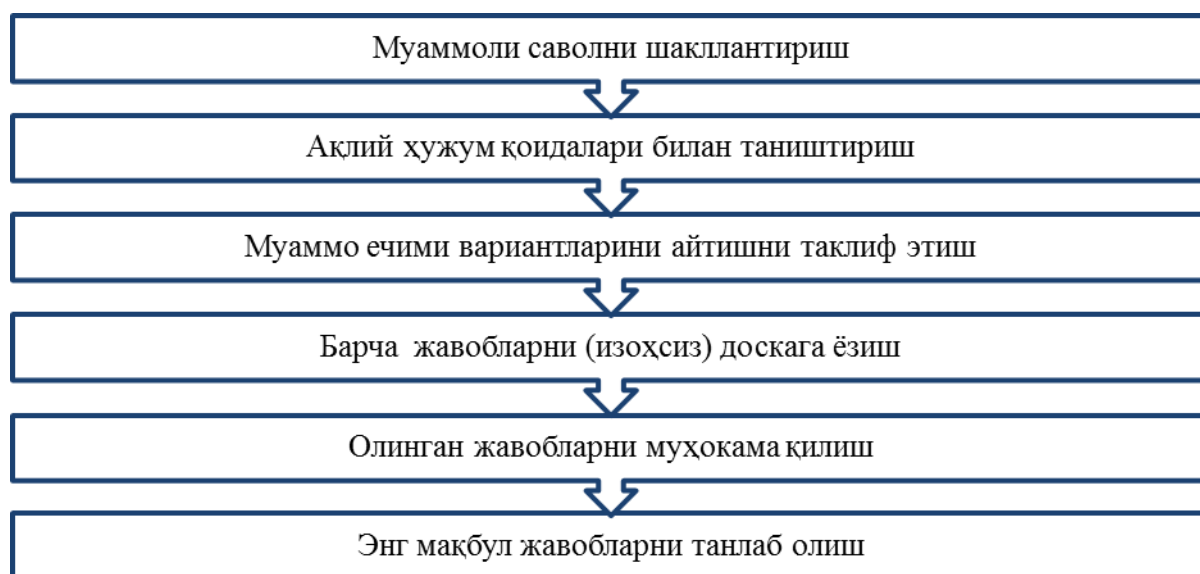 Муаммоли саволни шакллантириш
Ақлий ҳужум қоидалари билан таништириш
Муаммо ечими вариантларини айтишни таклиф этиш
Барча жавобларни (изоҳсиз) доскага ёзиш
Олинган жавобларни муҳокама қилиш
Энг мақбул жавобларни танлаб олиш